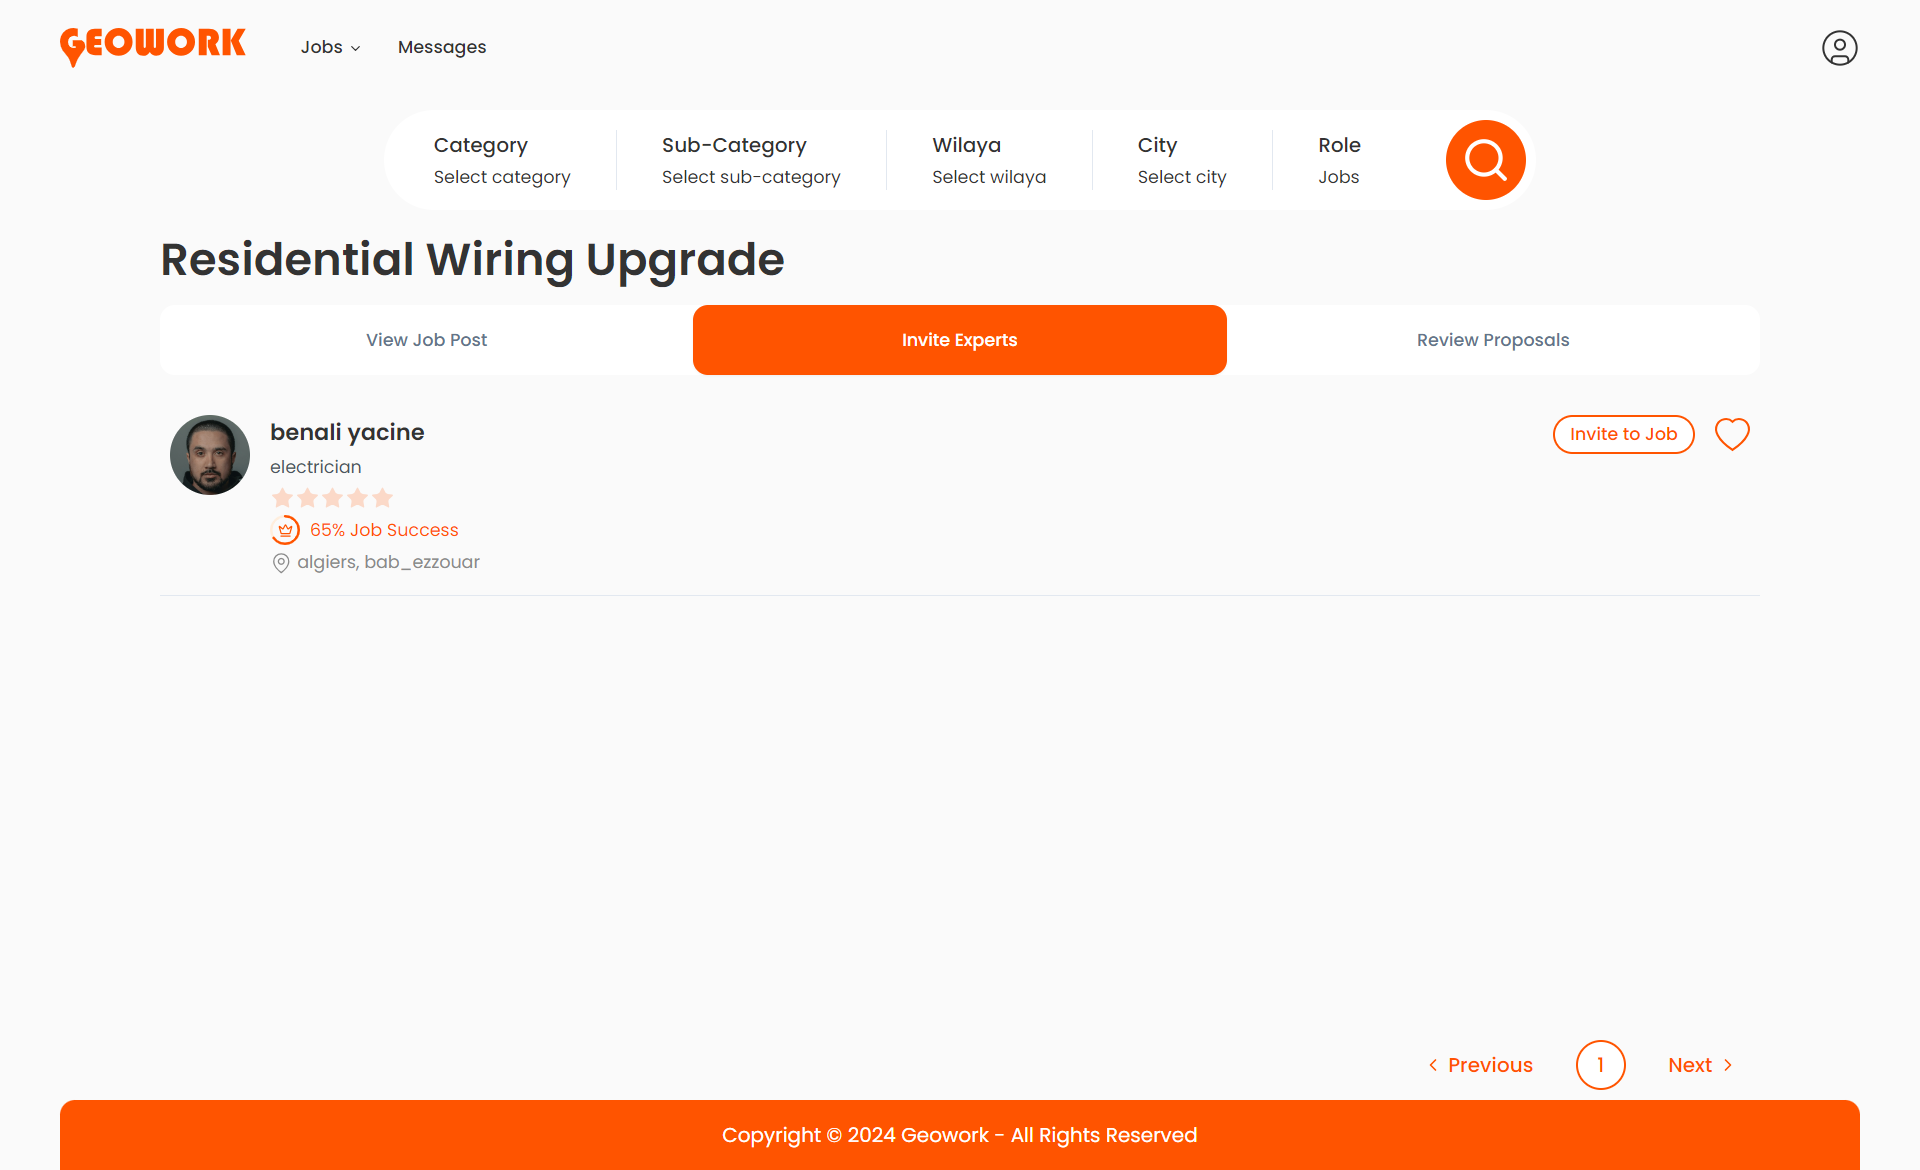 GEOWORK
Jobs
Messages
Category
Select category
Sub-Category
Select sub-category
Wilaya
Select wilaya
City
Select city
Role
Jobs
Residential Wiring Upgrade
View Job Post
Invite Experts
Review Proposals
benali yacine
electrician
65% Job Success
algiers, bab_ezzouar
Invite to Job
Previous
1
Next
Copyright © 2024 Geowork - All Rights Reserved